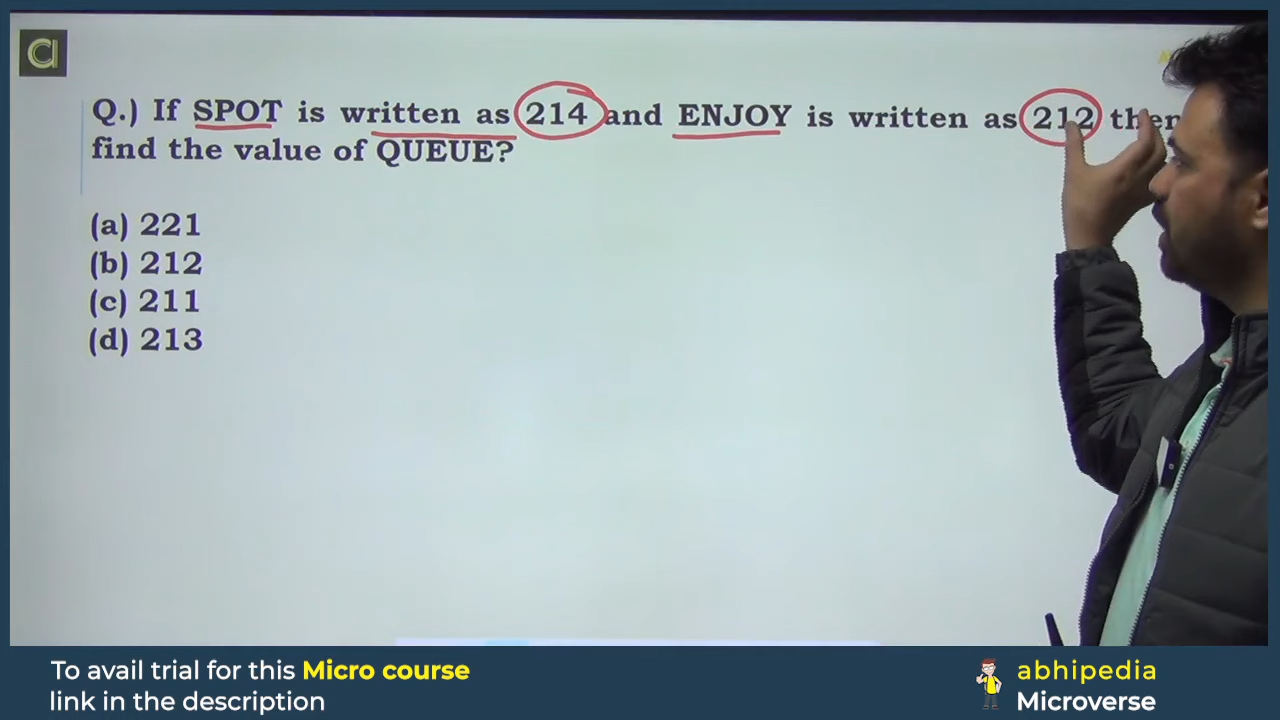 Q.) If SPOT is written as 214 and ENJOY is written as 212 then
find the value of QUEUE?
(a) 221
(b) 212
(c) 211
(d) 213
To avail trial for this Micro course
link in the description
abhipedia
Microverse